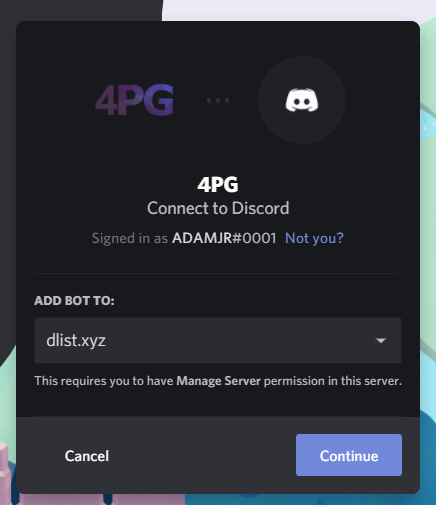 4PG
4PG
Connect to Discord
Signed in as ADAMJR#0001 Not you?
ADD BOT TO:
dlist.xyz
This requires you to have Manage Server permission in this server.
Cancel
Continue